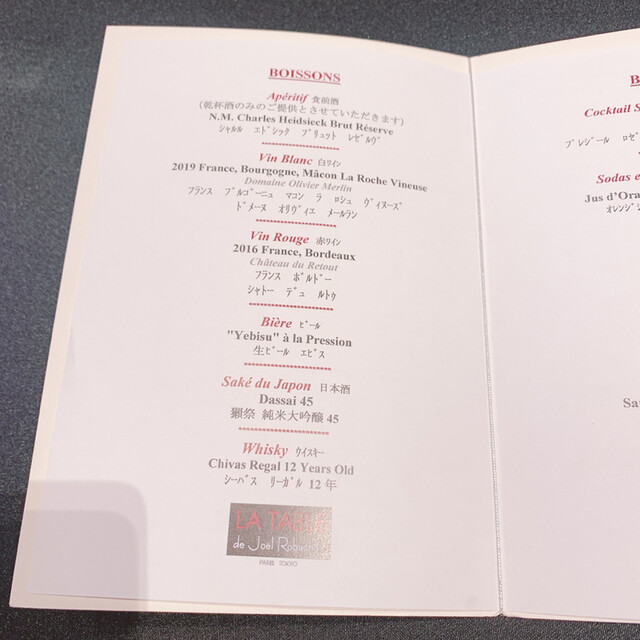 BOISSONS
Apéritif 食前酒
(乾杯酒のみのご提供とさせていただきます)
N.M. Charles Heidsieck Brut Réserve
シャルル エドシック ブリュット レゼルヴ
Vin Blanc 白ワイン
2019 France, Bourgogne, Mâcon La Roche Vineuse
Domaine Olivier Merlin
フランス ブルゴーニュ マコン ラ ロシュ ヴィヌーズ
ドメーヌ オリヴィエ メールラン
Vin Rouge 赤ワイン
2016 France, Bordeaux
Château du Retout
フランス ボルドー
シャトー デュ ルトゥ
Bière ビール
"Yebisu" à la Pression
生ビール エビス
Saké du Japon 日本酒
Dassai 45
獺祭 純米大吟醸 45
Whisky ウイスキー
Chivas Regal 12 Years Old
シーバス リーガル 12 年
LA TABLE
de Joël Robuchon
PARIS TOKYO
B
Cocktail S
プレジール ロゼ
Sodas e
Jus d'Ora
オレンジジ
Sa